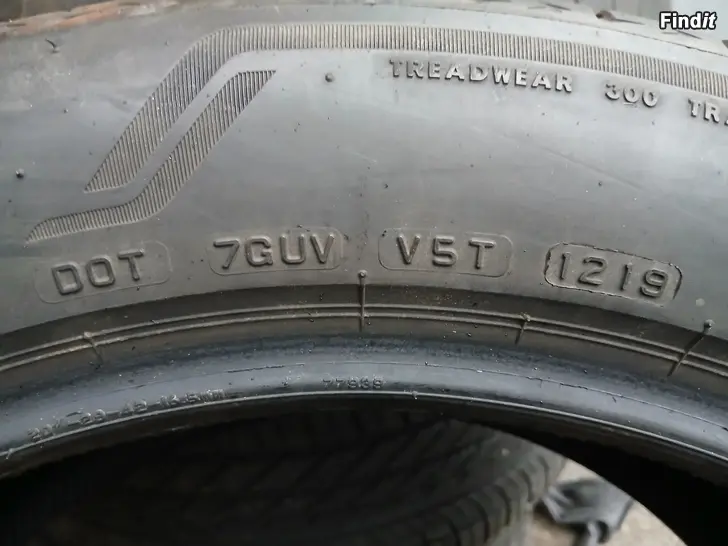 Findit
TREADWEAR 300 TR
DOT 7GUV V5T 1219